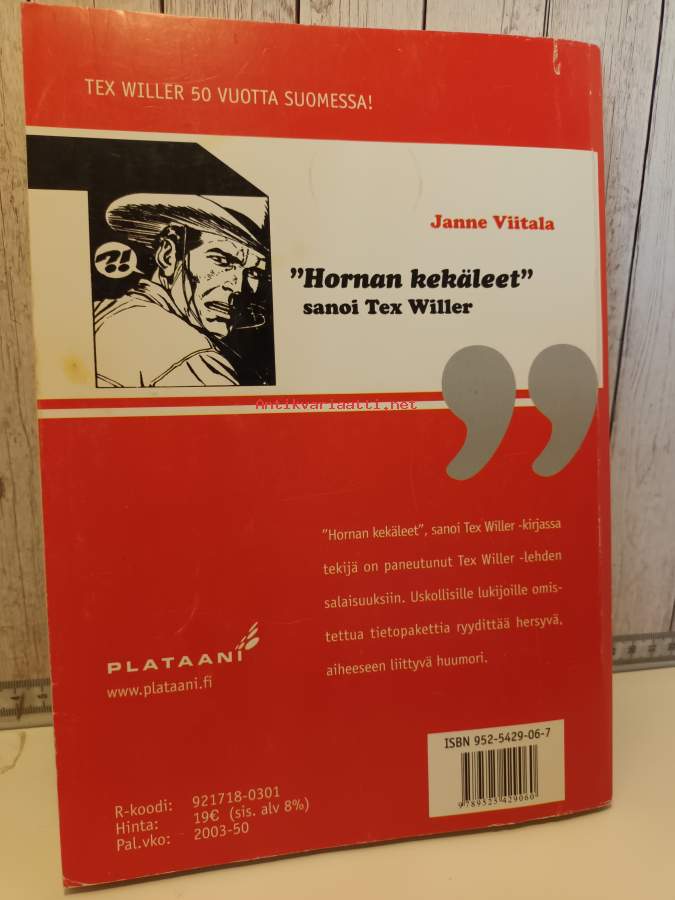 TEX WILLER 50 VUOTTA SUOMESSA!
Janne Viitala
?!
"Hornan kekäleet"
sanoi Tex Willer
Antikvariaatti.net
"Hornan kekäleet", sanoi Tex Willer -kirjassa
tekijä on paneutunut Tex Willer -lehden
salaisuuksiin. Uskollisille lukijoille omis-
tettua tietopakettia ryydittää hersyvä,
aiheeseen liittyvä huumori.
PLATAANI
www.plataani.fi
ISBN 952-5429-06-7
9789525429060
R-koodi: 921718-0301
Hinta: 19€ (sis. alv 8%)
Pal.vko: 2003-50